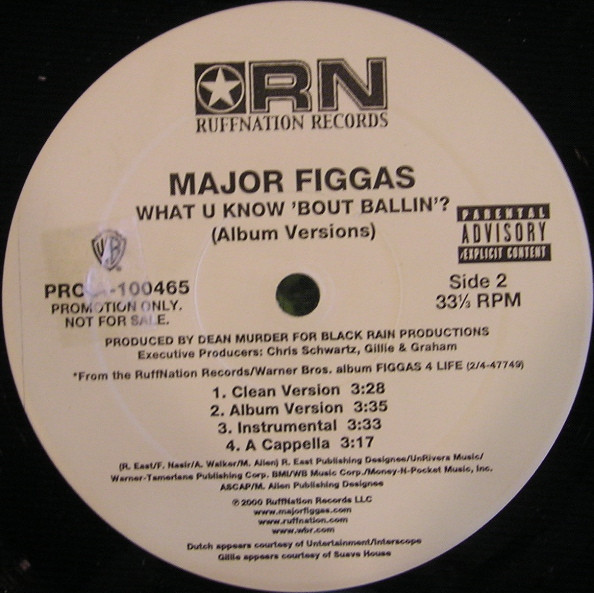 RN
RUFFNATION RECORDS
MAJOR FIGGAS
WHAT U KNOW 'BOUT BALLIN'?
(Album Versions)
PARENTAL
ADVISORY
EXPLICIT CONTENT
WB
-100465
PROMOTION ONLY.
NOT FOR SALE.
Side 2
33⅓ RPM
PRODUCED BY DEAN MURDER FOR BLACK RAIN PRODUCTIONS
Executive Producers: Chris Schwartz, Gillie & Graham
*From the RuffNation Records/Warner Bros. album FIGGAS 4 LIFE (2/4-47749)
1. Clean Version 3:28
2. Album Version 3:35
3. Instrumental 3:33
4. A Cappella 3:17
(R. East/F. Nasir/A. Walker/M. Allen) R. East Publishing Designee/UnRivera Music/
Warner-Tamerlane Publishing Corp. BMI/WB Music Corp./Money-N-Pocket Music, Inc.
ASCAP/M. Allen Publishing Designee
℗©2000 RuffNation Records LLC
www.majorfiggas.com
www.ruffnation.com
www.wbr.com
Dutch appears courtesy of Untertainment/Interscope
Gillie appears courtesy of Suave House